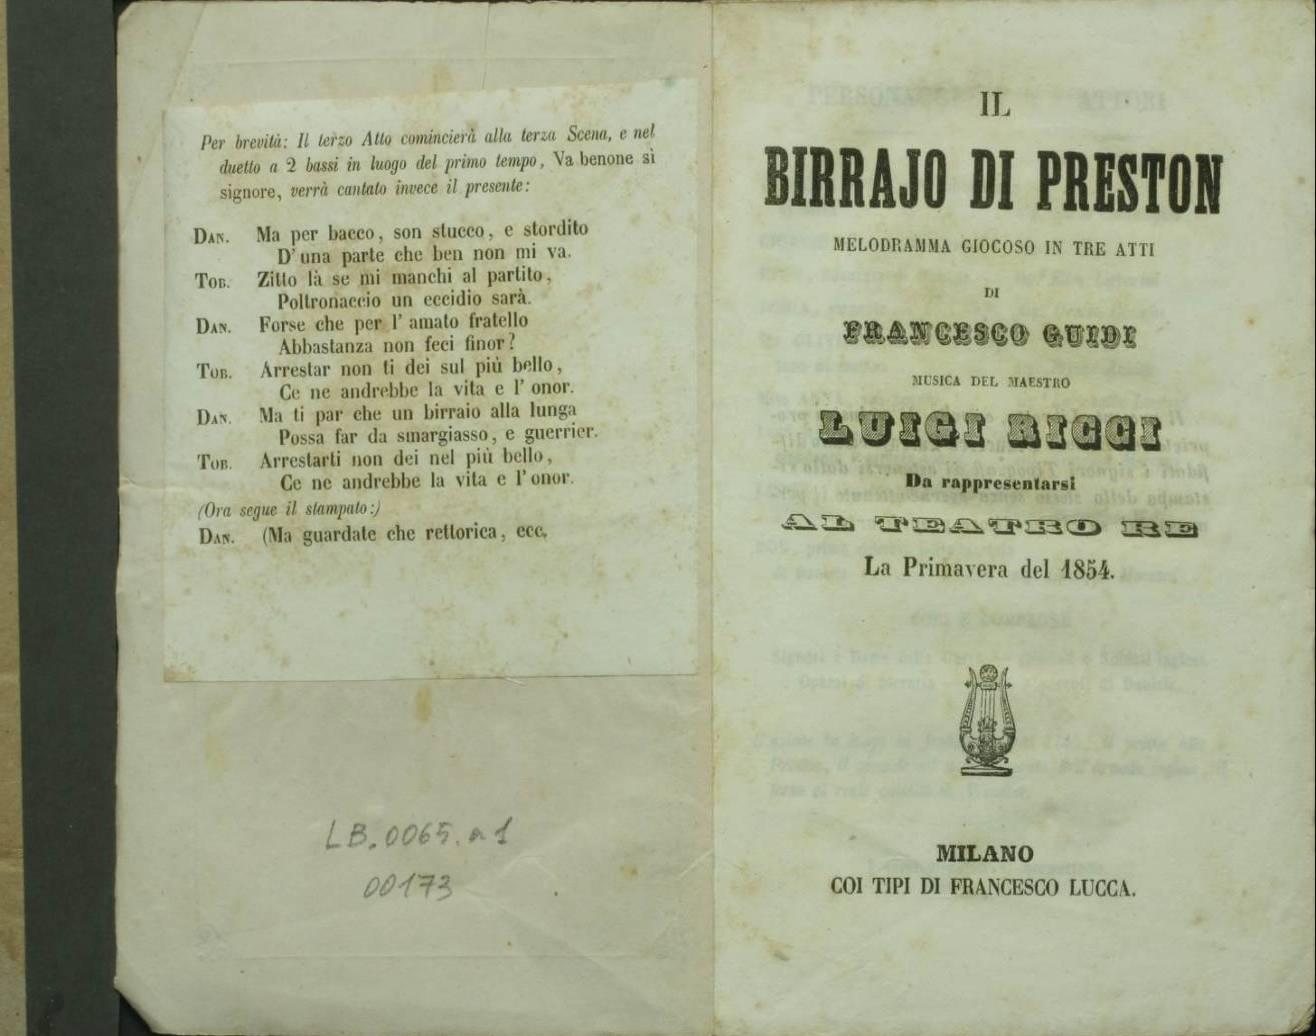 Per brevità: Il terzo Atto comincierà alla terza Scena, e nel
duetto a 2 bassi in luogo del primo tempo, Va benone sì
signore, verrà cantato invece il presente:
DAN. Ma per bacco, son stucco, e stordito
D'una parte che ben non mi va.
TOB. Zitto là se mi manchi al partito,
Poltronaccio un eccidio sarà.
DAN. Forse che per l'amato fratello
Abbastanza non feci finor?
TOB. Arrestar non ti dei sul più bello,
Ce ne andrebbe la vita e l'onor.
DAN. Ma ti par che un birraio alla lunga
Possa far da smargiasso, e guerrier.
TOB. Arrestarti non dei nel più bello,
Ce ne andrebbe la vita e l'onor.
(Ora segue il stampato:)
DAN. (Ma guardate che rettorica, ecc.
LB.0065.a1
00173
IL
BIRRAJO DI PRESTON
MELODRAMMA GIOCOSO IN TRE ATTI
DI
FRANCESCO GUIDI
MUSICA DEL MAESTRO
LUIGI RICCI
Da rappresentarsi
AL TEATRO RE
La Primavera del 1854.
MILANO
COI TIPI DI FRANCESCO LUCCA.